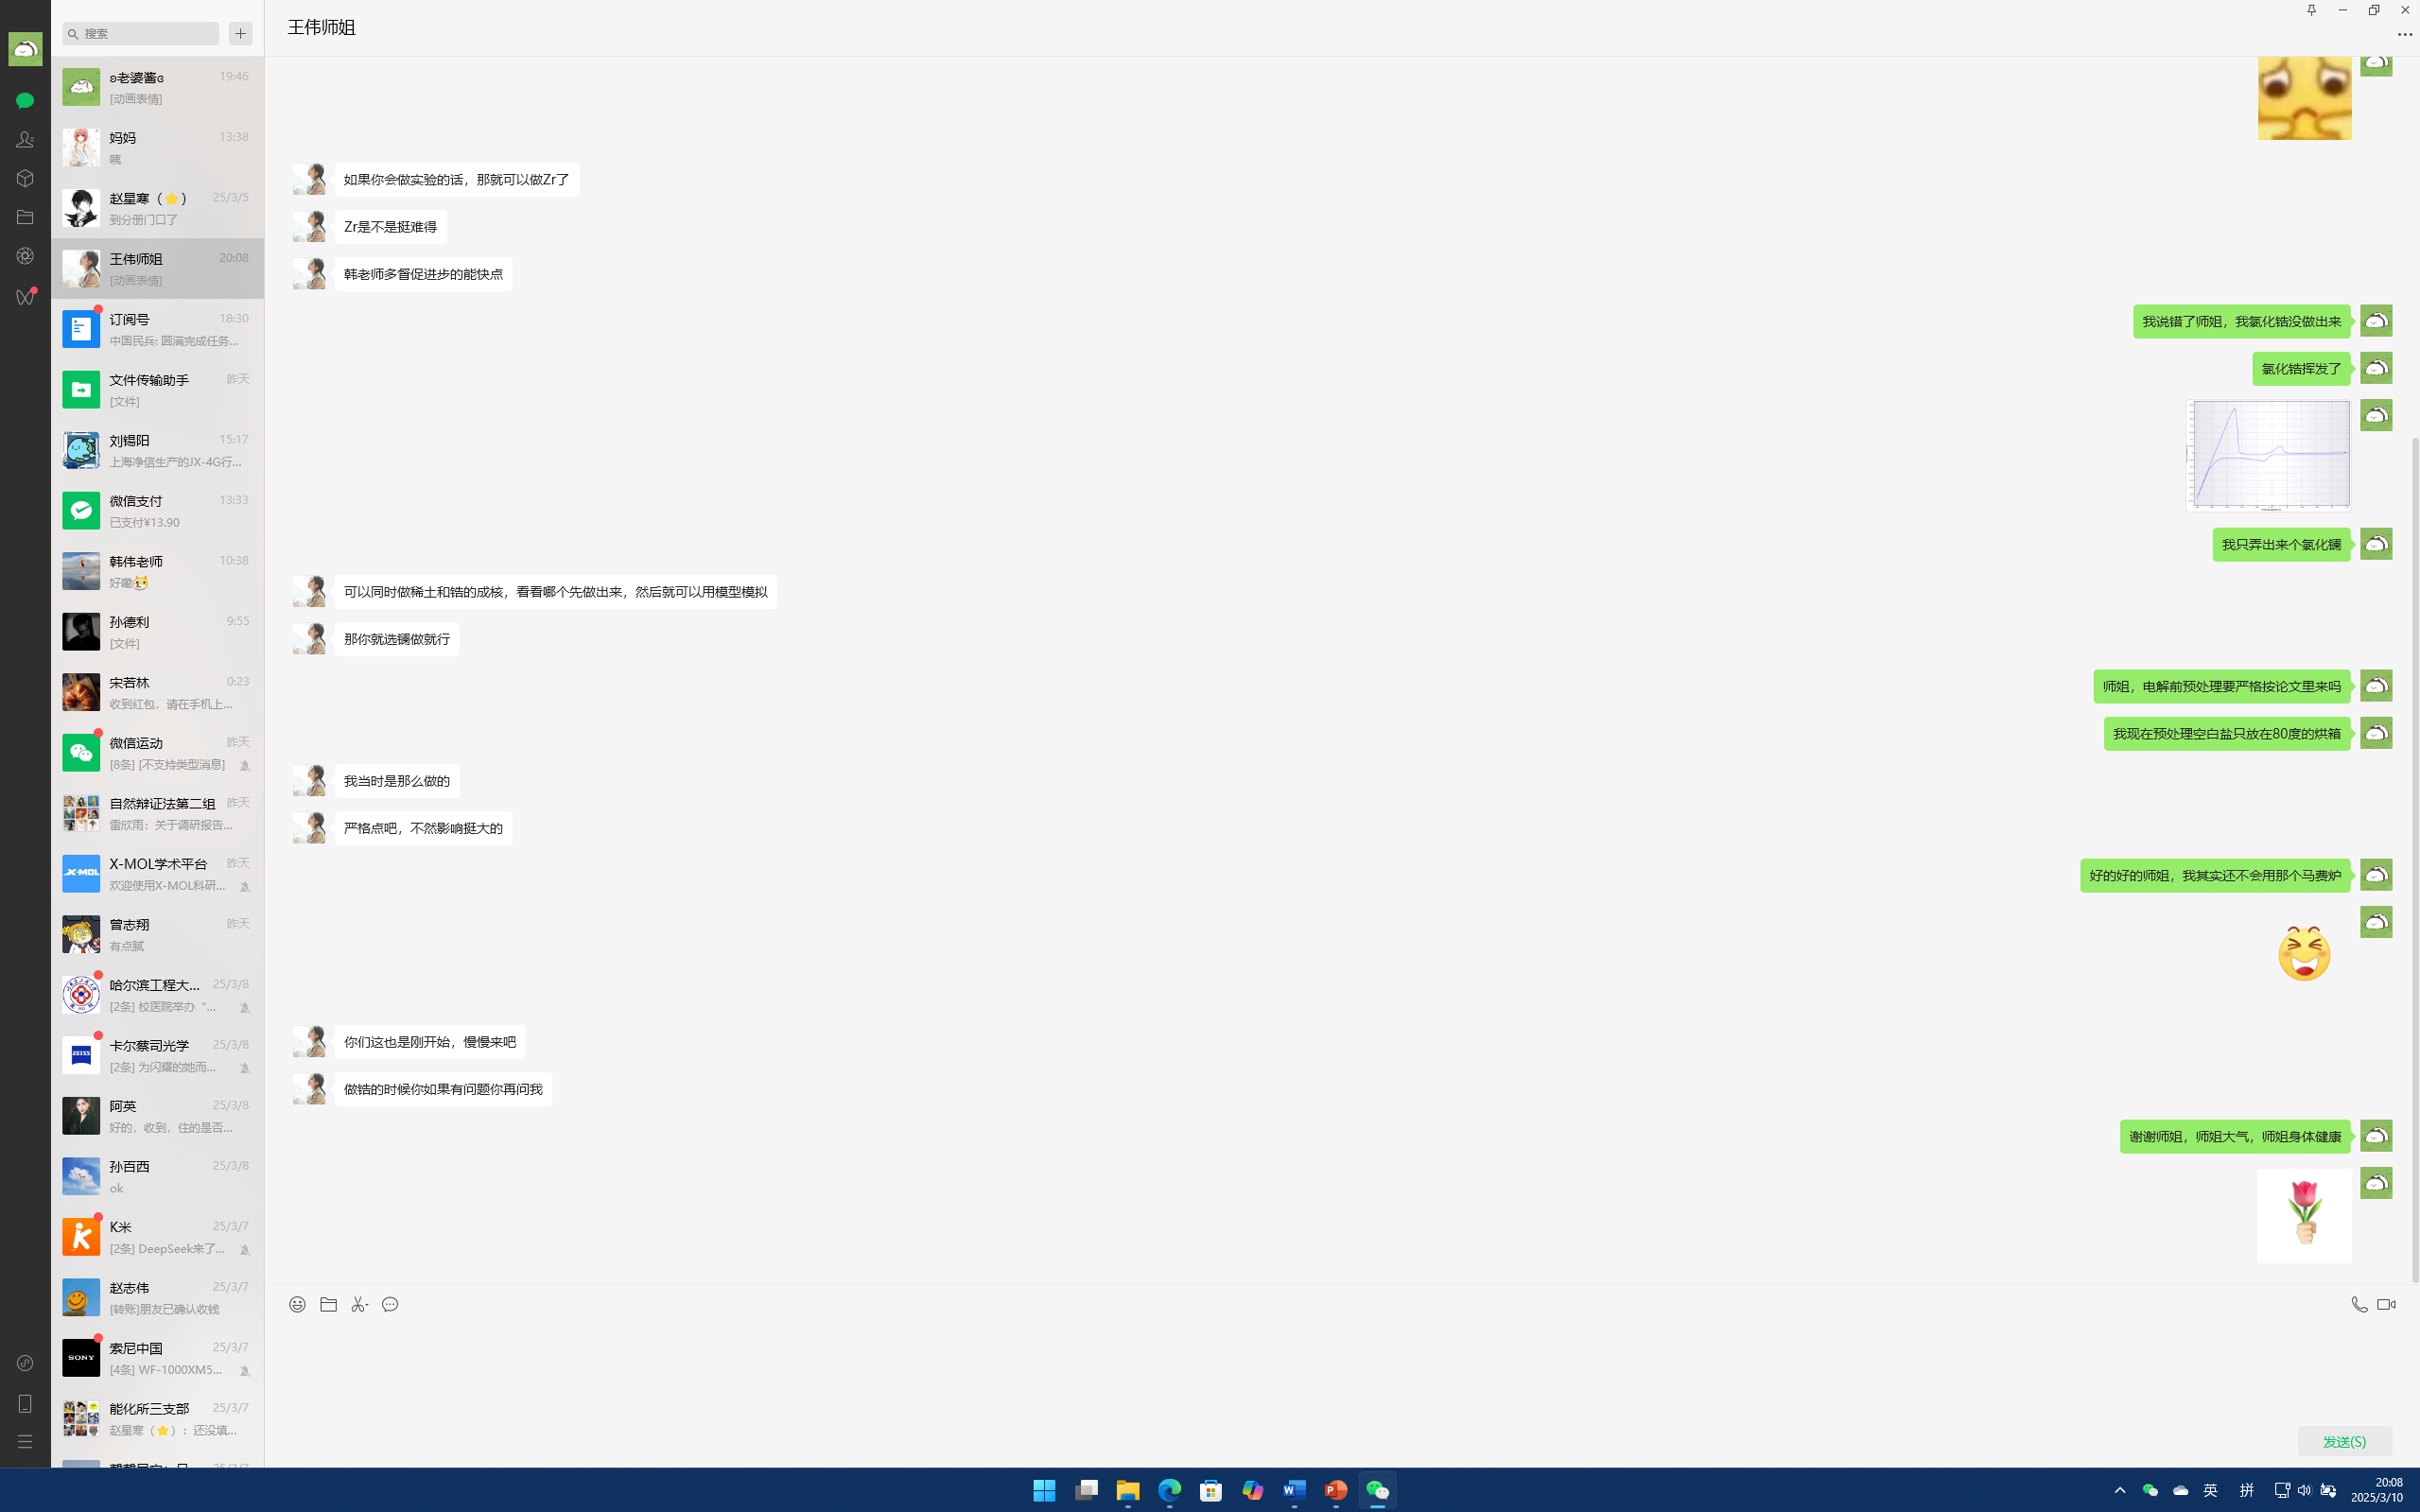 搜索
ʚ老婆酱ɞ 19:46
[动画表情]
妈妈 13:38
咦
赵星寒（⭐） 25/3/5
到分册门口了
王伟师姐 20:08
[动画表情]
订阅号 18:30
中国民兵: 圆满完成任务...
文件传输助手 昨天
[文件]
刘锡阳 15:17
上海净信生产的JX-4G行...
微信支付 13:33
已支付¥13.90
韩伟老师 10:38
好嘞
孙德利 9:55
[文件]
宋若林 0:23
收到红包，请在手机上...
微信运动 昨天
[8条] [不支持类型消息]
自然辩证法第二组 昨天
雷欣雨：关于调研报告...
X-MOL学术平台 昨天
X-MOL
欢迎使用X-MOL科研...
曾志翔 昨天
有点腻
哈尔滨工程大... 25/3/8
[2条] 校医院举办“...
卡尔蔡司光学 25/3/8
ZEISS
[2条] 为闪耀的她而...
阿英 25/3/8
好的，收到，住的是否...
孙百西 25/3/8
ok
K米 25/3/7
[2条] DeepSeek来了...
赵志伟 25/3/7
[转账]朋友已确认收钱
索尼中国 25/3/7
SONY
[4条] WF-1000XM5...
能化所三支部 25/3/7
赵星寒（⭐）：还没填...
王伟师姐
如果你会做实验的话，那就可以做Zr了
Zr是不是挺难得
韩老师多督促进步的能快点
我说错了师姐，我氯化锆没做出来
氯化锆挥发了
我只弄出来个氯化镧
可以同时做稀土和锆的成核，看看哪个先做出来，然后就可以用模型模拟
那你就选镧做就行
师姐，电解前预处理要严格按论文里来吗
我现在预处理空白盐只放在80度的烘箱
我当时是那么做的
严格点吧，不然影响挺大的
好的好的师姐，我其实还不会用那个马费炉
你们这也是刚开始，慢慢来吧
做锆的时候你如果有问题你再问我
谢谢师姐，师姐大气，师姐身体健康
发送(S)
英
拼
20:08
2025/3/10